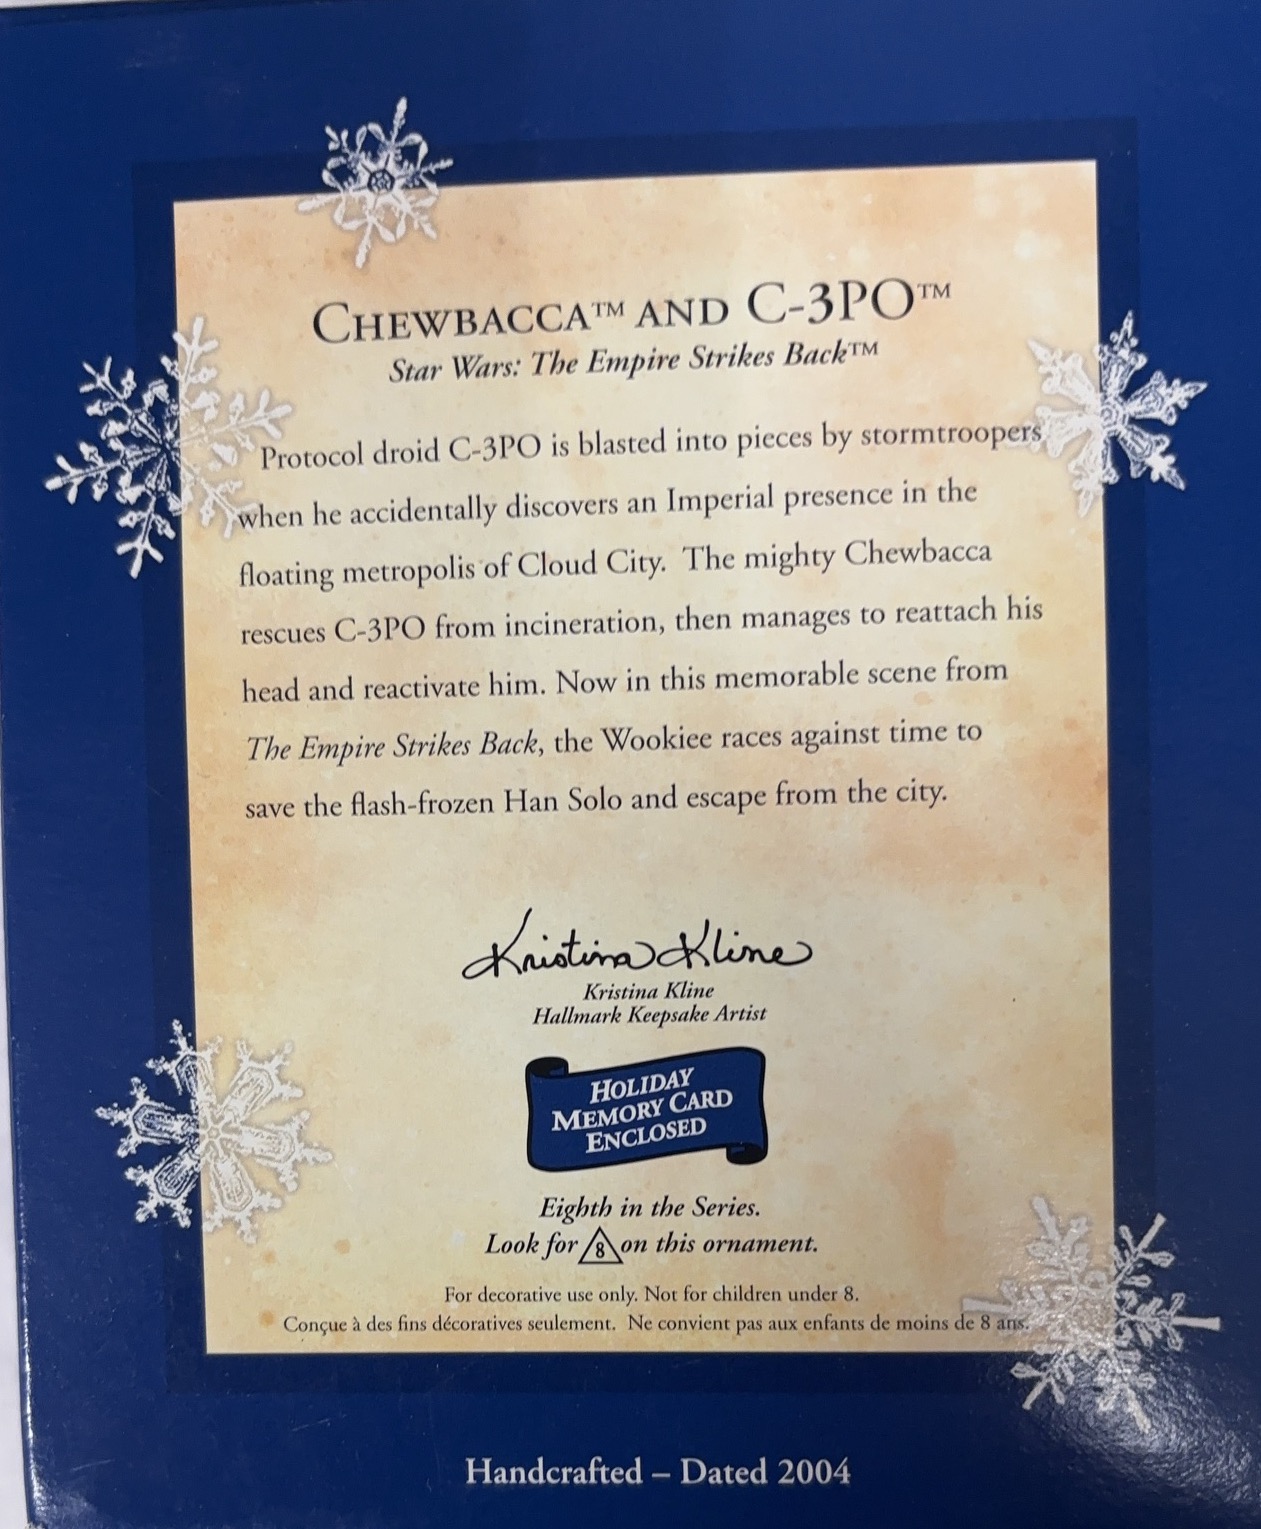 CHEWBACCA™ AND C-3PO™
Star Wars: The Empire Strikes Back™
Protocol droid C-3PO is blasted into pieces by stormtroopers
when he accidentally discovers an Imperial presence in the
floating metropolis of Cloud City. The mighty Chewbacca
rescues C-3PO from incineration, then manages to reattach his
head and reactivate him. Now in this memorable scene from
The Empire Strikes Back, the Wookiee races against time to
save the flash-frozen Han Solo and escape from the city.
Kristina Kline
Kristina Kline
Hallmark Keepsake Artist
HOLIDAY
MEMORY CARD
ENCLOSED
Eighth in the Series.
Look for 8 on this ornament.
For decorative use only. Not for children under 8.
Conçue à des fins décoratives seulement. Ne convient pas aux enfants de moins de 8 ans.
Handcrafted – Dated 2004